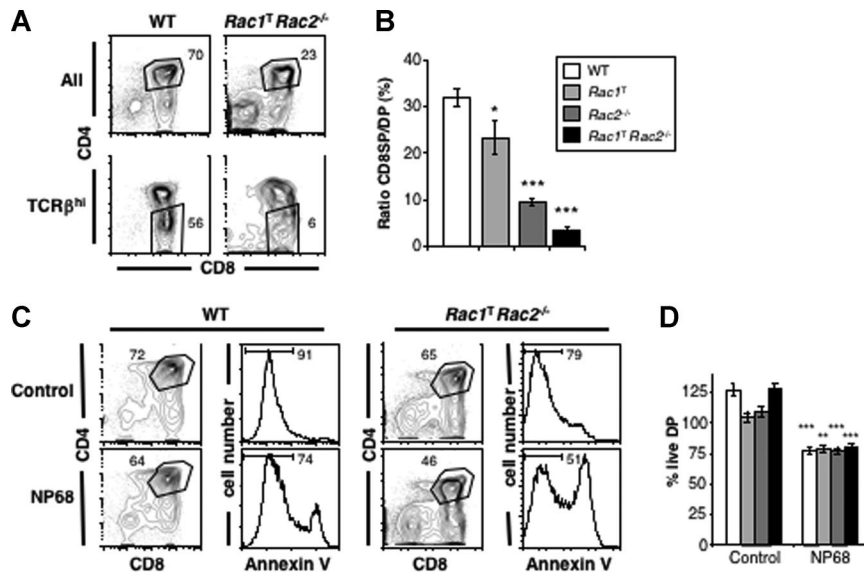 A
WT
Rac1ᵀ Rac2⁻/⁻
All
70
23
CD4
TCRβʰⁱ
56
6
CD8
B
Ratio CD8SP/DP (%)
40
30
20
10
0
*
***
***
WT
Rac1ᵀ
Rac2⁻/⁻
Rac1ᵀ Rac2⁻/⁻
C
WT
Rac1ᵀ Rac2⁻/⁻
Control
72
91
65
79
NP68
64
74
46
51
CD4
cell number
CD4
cell number
CD8
Annexin V
CD8
Annexin V
D
% live DP
125
100
75
50
25
0
*** ** *** ***
Control
NP68